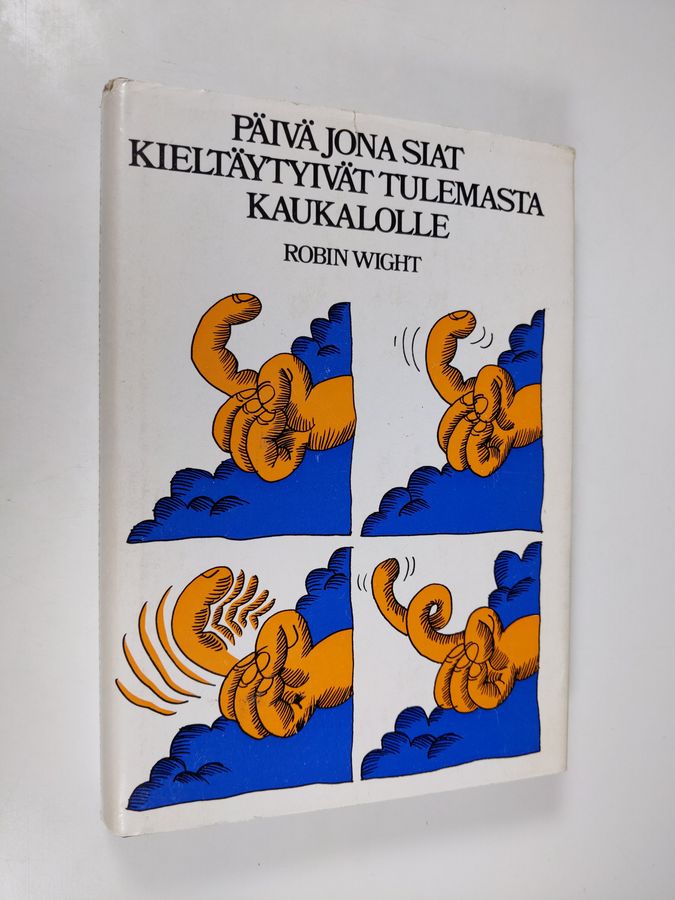 PÄIVÄ JONA SIAT
KIELTÄYTYIVÄT TULEMASTA
KAUKALOLLE
ROBIN WIGHT